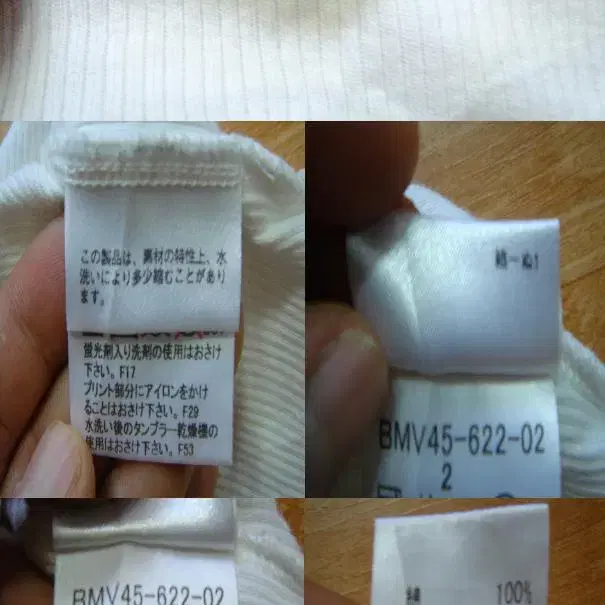 この製品は、素材の特性上、水
洗いにより多少縮むことがあり
ます。
蛍光剤入り洗剤の使用はおさけ
下さい。F17
プリント部分にアイロンをかけ
ることはおさけ下さい。F29
水洗い後のタンブラー乾燥機の
使用はおさけ下さい。F53
BMV45-622-02
2
BMV45-622-02
綿 100%